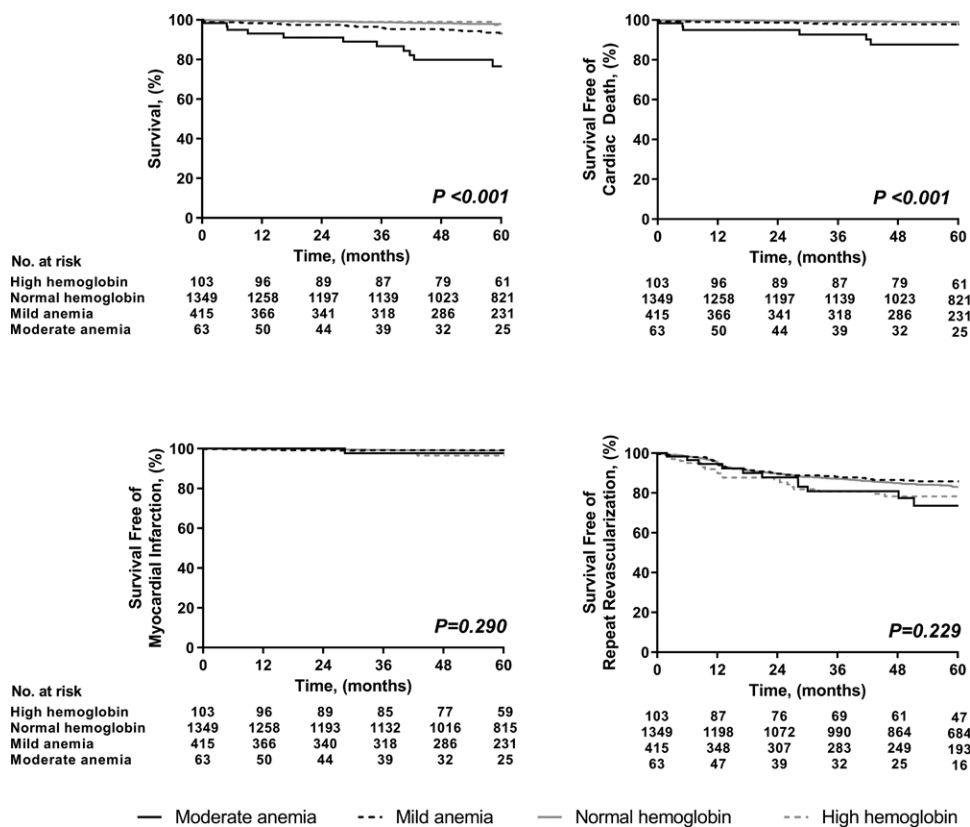 Survival, (%)
100
80
60
40
20
0
P <0.001
0 12 24 36 48 60
Time, (months)
Survival Free of
Cardiac Death, (%)
100
80
60
40
20
0
P <0.001
0 12 24 36 48 60
Time, (months)
No. at risk
High hemoglobin 103 96 89 87 79 61
Normal hemoglobin 1349 1258 1197 1139 1023 821
Mild anemia 415 366 341 318 286 231
Moderate anemia 63 50 44 39 32 25
103 96 89 87 79 61
1349 1258 1197 1139 1023 821
415 366 341 318 286 231
63 50 44 39 32 25
Survival Free of
Myocardial Infarction, (%)
100
80
60
40
20
0
P=0.290
0 12 24 36 48 60
Time, (months)
Survival Free of
Repeat Revascularization, (%)
100
80
60
40
20
0
P=0.229
0 12 24 36 48 60
Time, (months)
No. at risk
High hemoglobin 103 96 89 85 77 59
Normal hemoglobin 1349 1258 1193 1132 1016 815
Mild anemia 415 366 340 318 286 231
Moderate anemia 63 50 44 39 32 25
103 87 76 69 61 47
1349 1198 1072 990 864 684
415 348 307 283 249 193
63 47 39 32 25 16
Moderate anemia Mild anemia Normal hemoglobin High hemoglobin